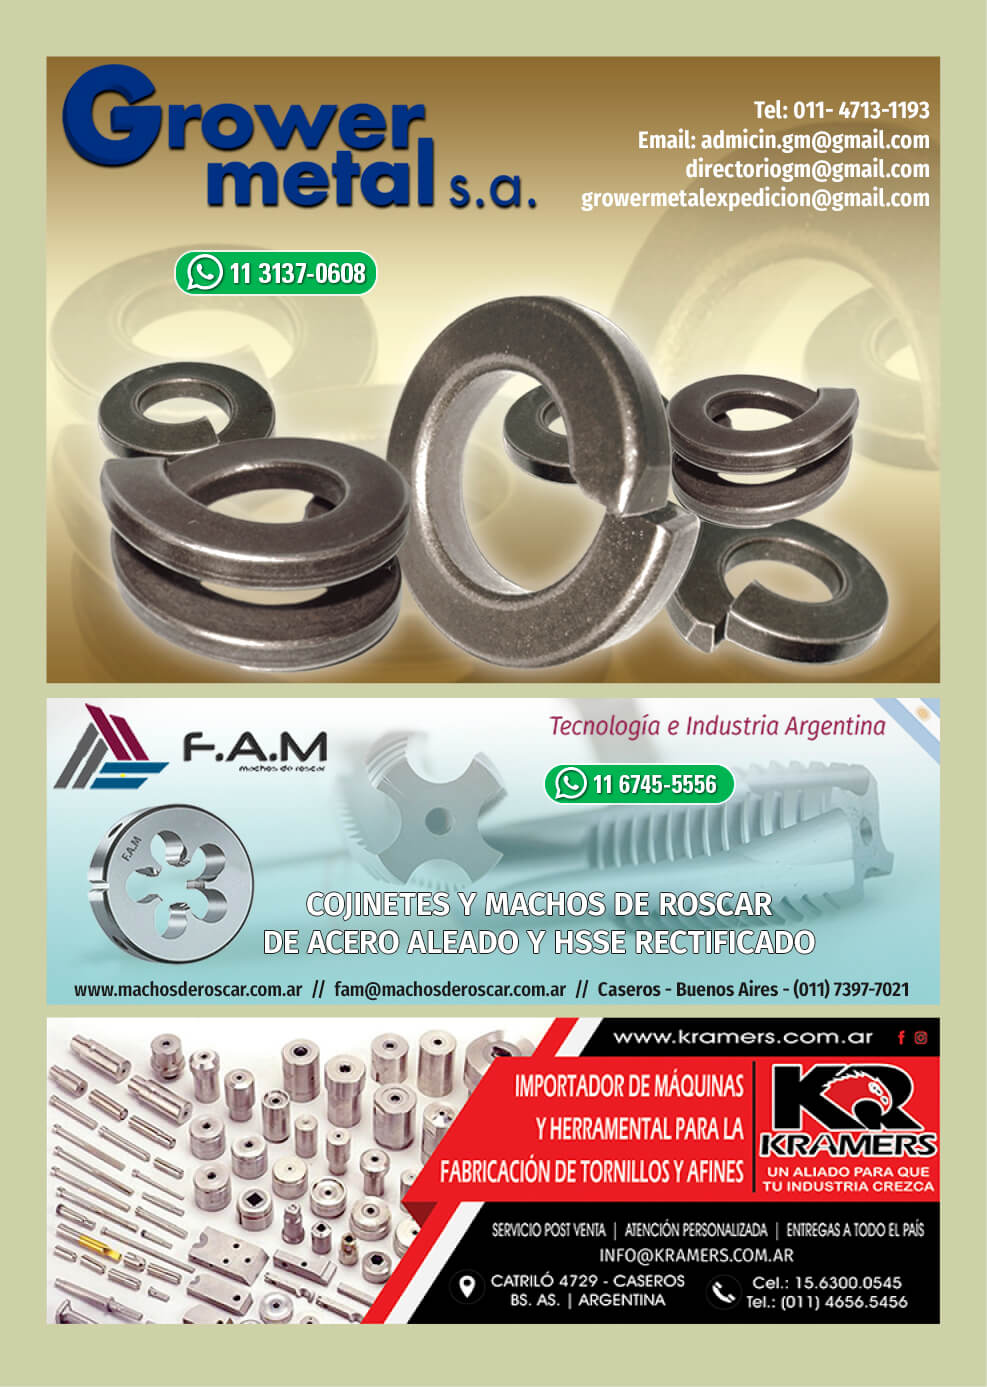 Grower
metal s.a.
Tel: 011- 4713-1193
Email: admicin.gm@gmail.com
directoriogm@gmail.com
growermetalexpedicion@gmail.com
11 3137-0608
F.A.M
machos de roscar
Tecnología e Industria Argentina
11 6745-5556
F.A.M
COJINETES Y MACHOS DE ROSCAR
DE ACERO ALEADO Y HSSE RECTIFICADO
www.machosderoscar.com.ar // fam@machosderoscar.com.ar // Caseros - Buenos Aires - (011) 7397-7021
www.kramers.com.ar
IMPORTADOR DE MÁQUINAS
Y HERRAMENTAL PARA LA
FABRICACIÓN DE TORNILLOS Y AFINES
KR
KRAMERS
UN ALIADO PARA QUE
TU INDUSTRIA CREZCA
SERVICIO POST VENTA | ATENCIÓN PERSONALIZADA | ENTREGAS A TODO EL PAÍS
INFO@KRAMERS.COM.AR
CATRILÓ 4729 - CASEROS
BS. AS. | ARGENTINA
Cel.: 15.6300.0545
Tel.: (011) 4656.5456